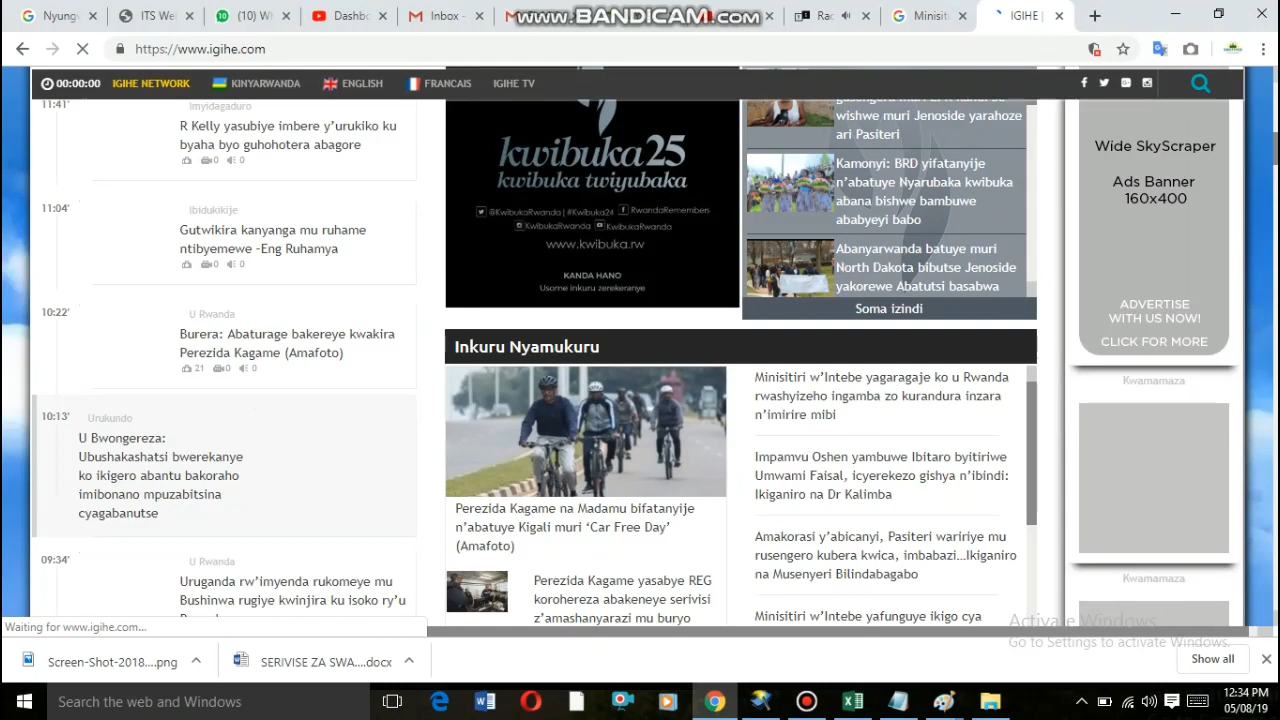 Nyung
ITS Wel
(10) W
Dashbo
Inbox -
www.BANDICAM.com
Rac
Minisit
IGIHE |
https://www.igihe.com
00:00:00 IGIHE NETWORK KINYARWANDA ENGLISH FRANCAIS IGIHE TV
11:41' Imyidagaduro
R Kelly yasubiye imbere y'urukiko ku
byaha byo guhohotera abagore
0 0
11:04' Ibidukikije
Gutwikira kanyanga mu ruhame
ntibyemewe -Eng Ruhamya
0 0
10:22' U Rwanda
Burera: Abaturage bakereye kwakira
Perezida Kagame (Amafoto)
21 0 0
10:13' Urukundo
U Bwongereza:
Ubushakashatsi bwerekanye
ko ikigero abantu bakoraho
imibonano mpuzabitsina
cyagabanutse
09:34' U Rwanda
Uruganda rw'imyenda rukomeye mu
Bushinwa rugiye kwinjira ku isoko ry'u
kwibuka25
kwibuka twiyubaka
@KwibukaRwanda | #Kwibuka24 RwandaRemembers
KwibukaRwanda KwibukaRwanda
www.kwibuka.rw
KANDA HANO
Usome inkuru zerekeranye
wishwe muri Jenoside yarahoze
ari Pasiteri
Kamonyi: BRD yifatanyije
n'abatuye Nyarubaka kwibuka
abana bishwe bambuwe
ababyeyi babo
Abanyarwanda batuye muri
North Dakota bibutse Jenoside
yakorewe Abatutsi basabwa
Soma izindi
Inkuru Nyamukuru
Perezida Kagame na Madamu bifatanyije
n'abatuye Kigali muri 'Car Free Day'
(Amafoto)
Perezida Kagame yasabye REG
korohereza abakeneye serivisi
z'amashanyarazi mu buryo
Minisitiri w'Intebe yagaragaje ko u Rwanda
rwashyizeho ingamba zo kurandura inzara
n'imirire mibi
Impamvu Oshen yambuwe Ibitaro byitiriwe
Umwami Faisal, icyerekezo gishya n'ibindi:
Ikiganiro na Dr Kalimba
Amakorasi y'abicanyi, Pasiteri waririye mu
rusengero kubera kwica, imbabazi...Ikiganiro
na Musenyeri Bilindabagabo
Minisitiri w'Intebe yafunguye ikigo cya
Wide SkyScraper
Ads Banner
160x400
ADVERTISE
WITH US NOW!
CLICK FOR MORE
Kwamamaza
Kwamamaza
Activate Windows
Go to Settings to activate Windows.
Waiting for www.igihe.com...
Screen-Shot-2018....png
SERIVISE ZA SWA....docx
Show all
Search the web and Windows
12:34 PM
05/08/19